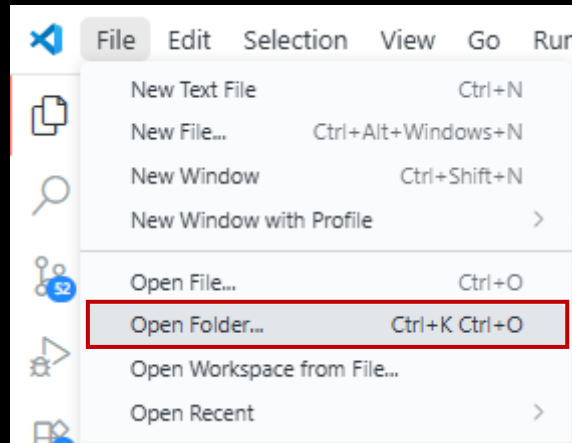 File Edit Selection View Go Run
New Text File Ctrl+N
New File... Ctrl+Alt+Windows+N
New Window Ctrl+Shift+N
New Window with Profile
Open File... Ctrl+O
52
Open Folder... Ctrl+K Ctrl+O
Open Workspace from File...
Open Recent